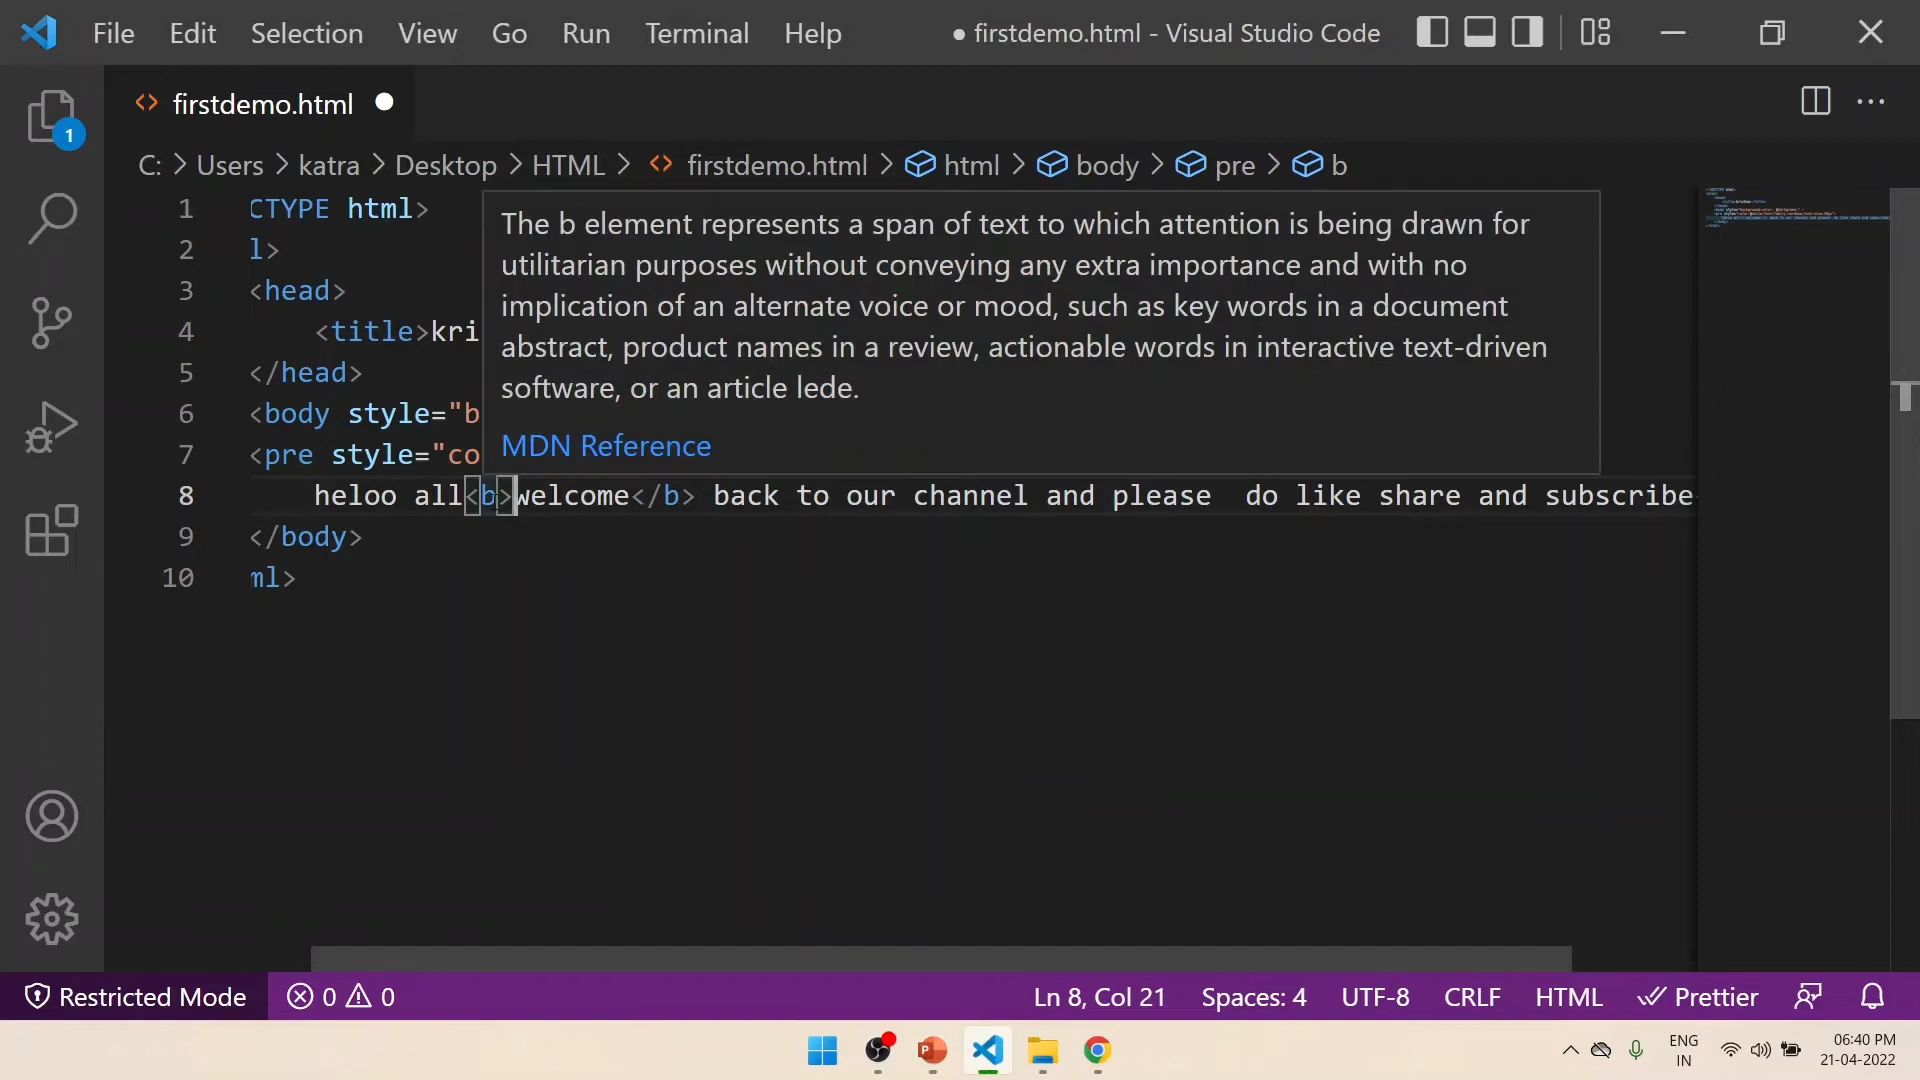 File Edit Selection View Go Run Terminal Help ● firstdemo.html - Visual Studio Code
firstdemo.html ●
1
C: > Users > katra > Desktop > HTML > firstdemo.html > html > body > pre > b
1 CTYPE html>
2 l>
3 <head>
4 <title>kri
5 </head>
6 <body style="b
7 <pre style="co
The b element represents a span of text to which attention is being drawn for
utilitarian purposes without conveying any extra importance and with no
implication of an alternate voice or mood, such as key words in a document
abstract, product names in a review, actionable words in interactive text-driven
software, or an article lede.
MDN Reference
8 heloo all<b>welcome</b> back to our channel and please  do like share and subscribe
9 </body>
10 ml>
Restricted Mode 0 0 Ln 8, Col 21 Spaces: 4 UTF-8 CRLF HTML Prettier
ENG
IN
06:40 PM
21-04-2022